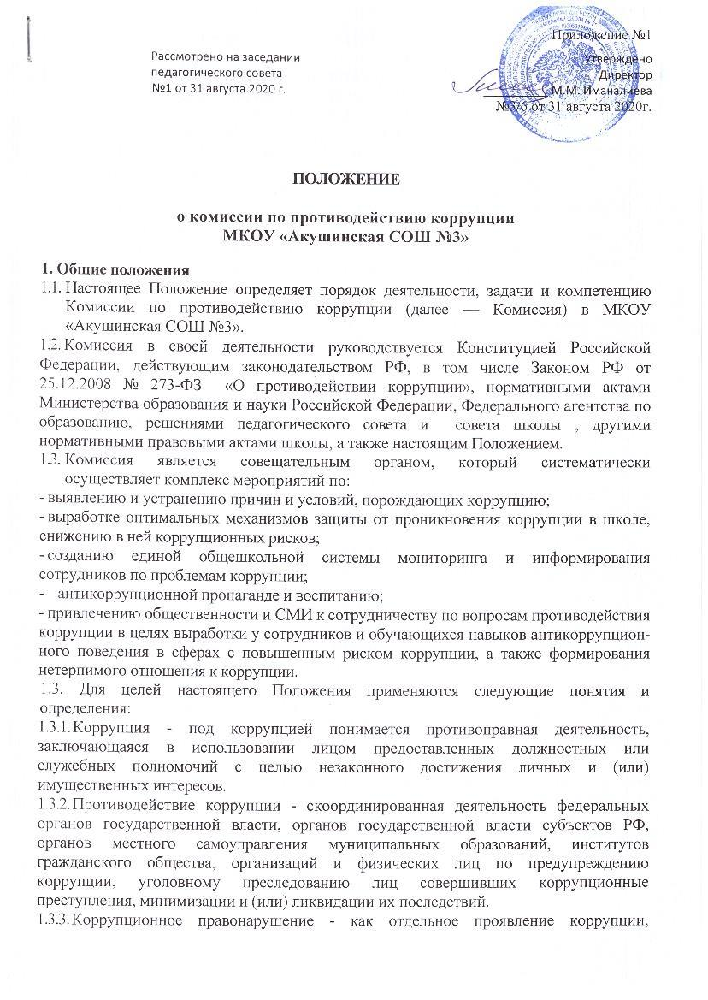 Приложение №1
Рассмотрено на заседании
педагогического совета
№1 от 31 августа.2020 г.
Утверждено
Директор
М.М. Иманалиева
от 31 августа 2020г.
ПОЛОЖЕНИЕ
о комиссии по противодействию коррупции
МКОУ «Акушинская СОШ №3»
1. Общие положения
1.1. Настоящее Положение определяет порядок деятельности, задачи и компетенцию
Комиссии по противодействию коррупции (далее — Комиссия) в МКОУ
«Акушинская СОШ №3».
1.2. Комиссия в своей деятельности руководствуется Конституцией Российской
Федерации, действующим законодательством РФ, в том числе Законом РФ от
25.12.2008 № 273-ФЗ «О противодействии коррупции», нормативными актами
Министерства образования и науки Российской Федерации, Федерального агентства по
образованию, решениями педагогического совета и совета школы , другими
нормативными правовыми актами школы, а также настоящим Положением.
1.3. Комиссия является совещательным органом, который систематически
осуществляет комплекс мероприятий по:
- выявлению и устранению причин и условий, порождающих коррупцию;
- выработке оптимальных механизмов защиты от проникновения коррупции в школе,
снижению в ней коррупционных рисков;
- созданию единой общешкольной системы мониторинга и информирования
сотрудников по проблемам коррупции;
- антикоррупционной пропаганде и воспитанию;
- привлечению общественности и СМИ к сотрудничеству по вопросам противодействия
коррупции в целях выработки у сотрудников и обучающихся навыков антикоррупцион-
ного поведения в сферах с повышенным риском коррупции, а также формирования
нетерпимого отношения к коррупции.
1.3. Для целей настоящего Положения применяются следующие понятия и
определения:
1.3.1. Коррупция - под коррупцией понимается противоправная деятельность,
заключающаяся в использовании лицом предоставленных должностных или
служебных полномочий с целью незаконного достижения личных и (или)
имущественных интересов.
1.3.2. Противодействие коррупции - скоординированная деятельность федеральных
органов государственной власти, органов государственной власти субъектов РФ,
органов местного самоуправления муниципальных образований, институтов
гражданского общества, организаций и физических лиц по предупреждению
коррупции, уголовному преследованию лиц совершивших коррупционные
преступления, минимизации и (или) ликвидации их последствий.
1.3.3. Коррупционное правонарушение - как отдельное проявление коррупции,